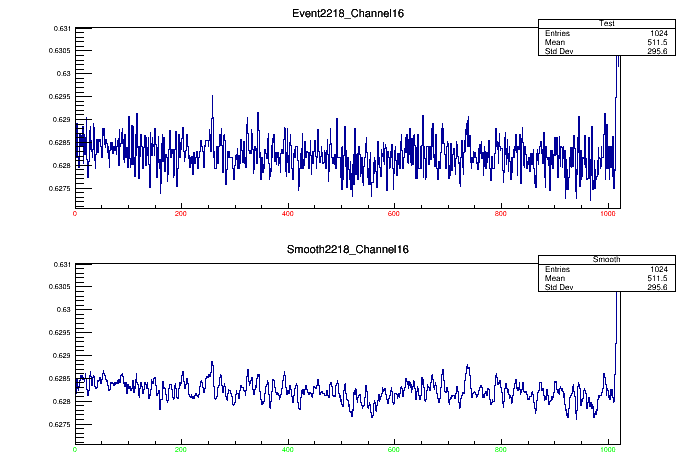 Event2218_Channel16
Test
Entries 1024
Mean 511.5
Std Dev 295.6
0.631
0.6305
0.63
0.6295
0.629
0.6285
0.628
0.6275
0 200 400 600 800 1000
Smooth2218_Channel16
Smooth
Entries 1024
Mean 511.5
Std Dev 295.6
0.631
0.6305
0.63
0.6295
0.629
0.6285
0.628
0.6275
0 200 400 600 800 1000